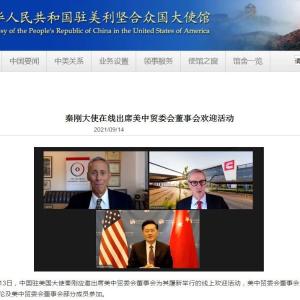 华人民共和国驻美利坚合众国大使馆
sy of the People's Republic of China in the United States of America
中国要闻 中美关系 业务设置 领事服务 使馆之窗 馆舍一览
秦刚大使在线出席美中贸委会董事会欢迎活动
2021/09/14
13日，中国驻美国大使秦刚应邀出席美中贸委会董事会为其履新举行的线上欢迎活动，美中贸委会董事会
伦及美中贸委会董事会部分成员参加。